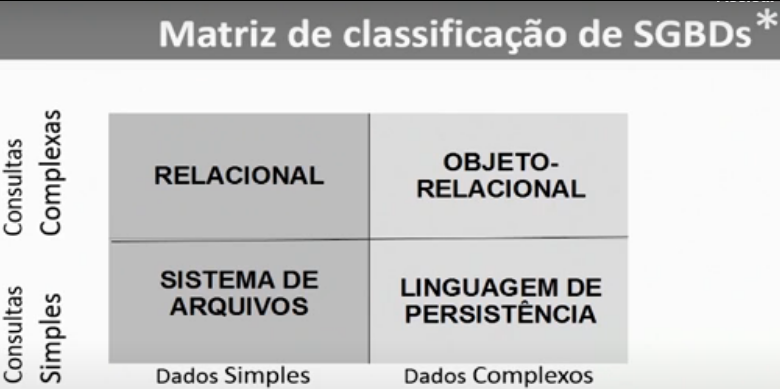 Matriz de classificação de SGBDs*
Consultas
Complexas
RELACIONAL
OBJETO-
RELACIONAL
Consultas
Simples
SISTEMA DE
ARQUIVOS
LINGUAGEM DE
PERSISTÊNCIA
Dados Simples
Dados Complexos